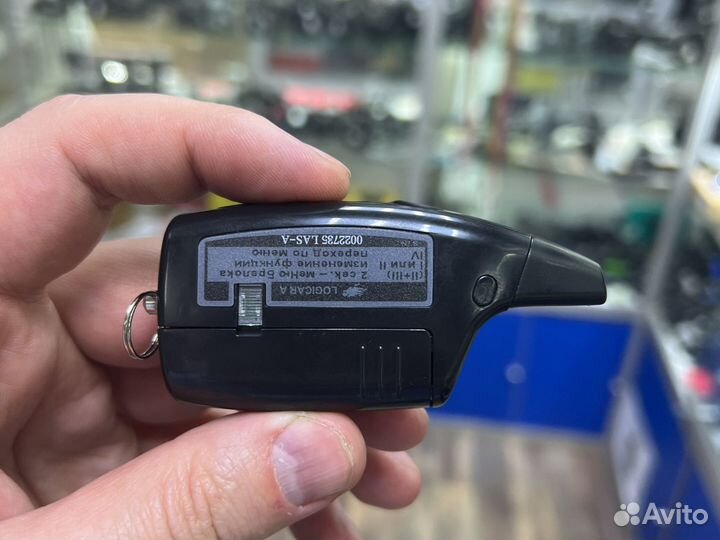 LOGICAR A
(II+III) 2 сек. - меню брелока
I или II изменение функции
IV переход по меню
S/N
0022735 LAS-A
Avito